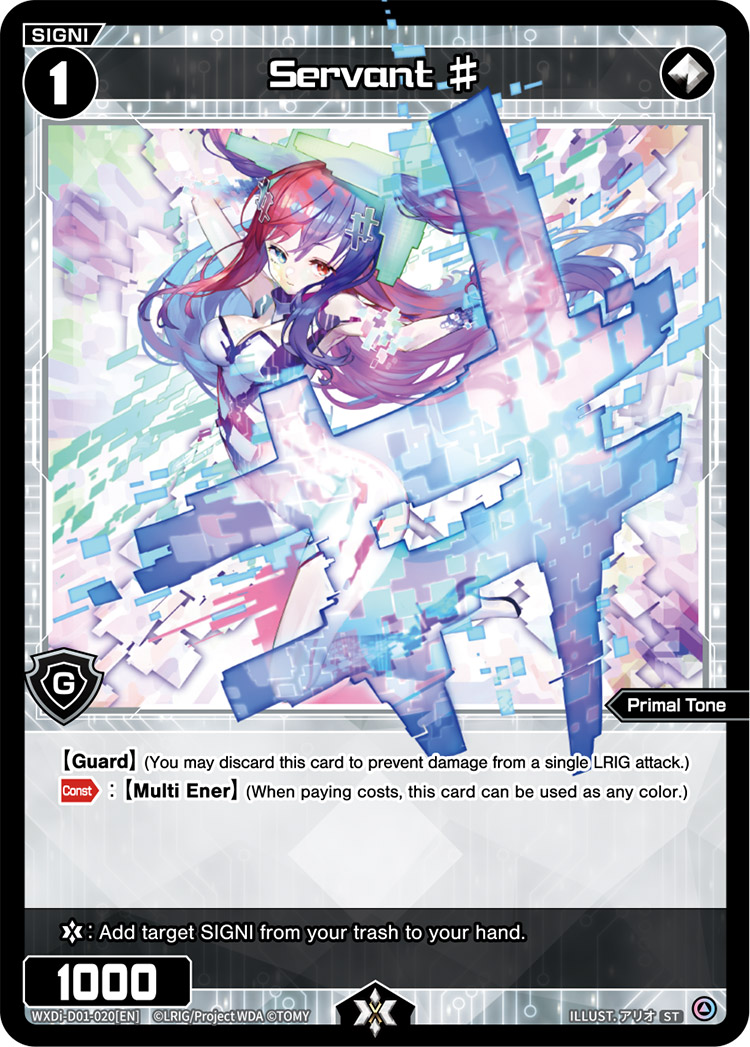 SIGNI
1
Servant #
G
Primal Tone
【Guard】 (You may discard this card to prevent damage from a single LRIG attack.)
Const : 【Multi Ener】 (When paying costs, this card can be used as any color.)
: Add target SIGNI from your trash to your hand.
1000
WXDi-D01-020[EN] ©LRIG/Project WDA ©TOMY
ILLUST. アリオ ST